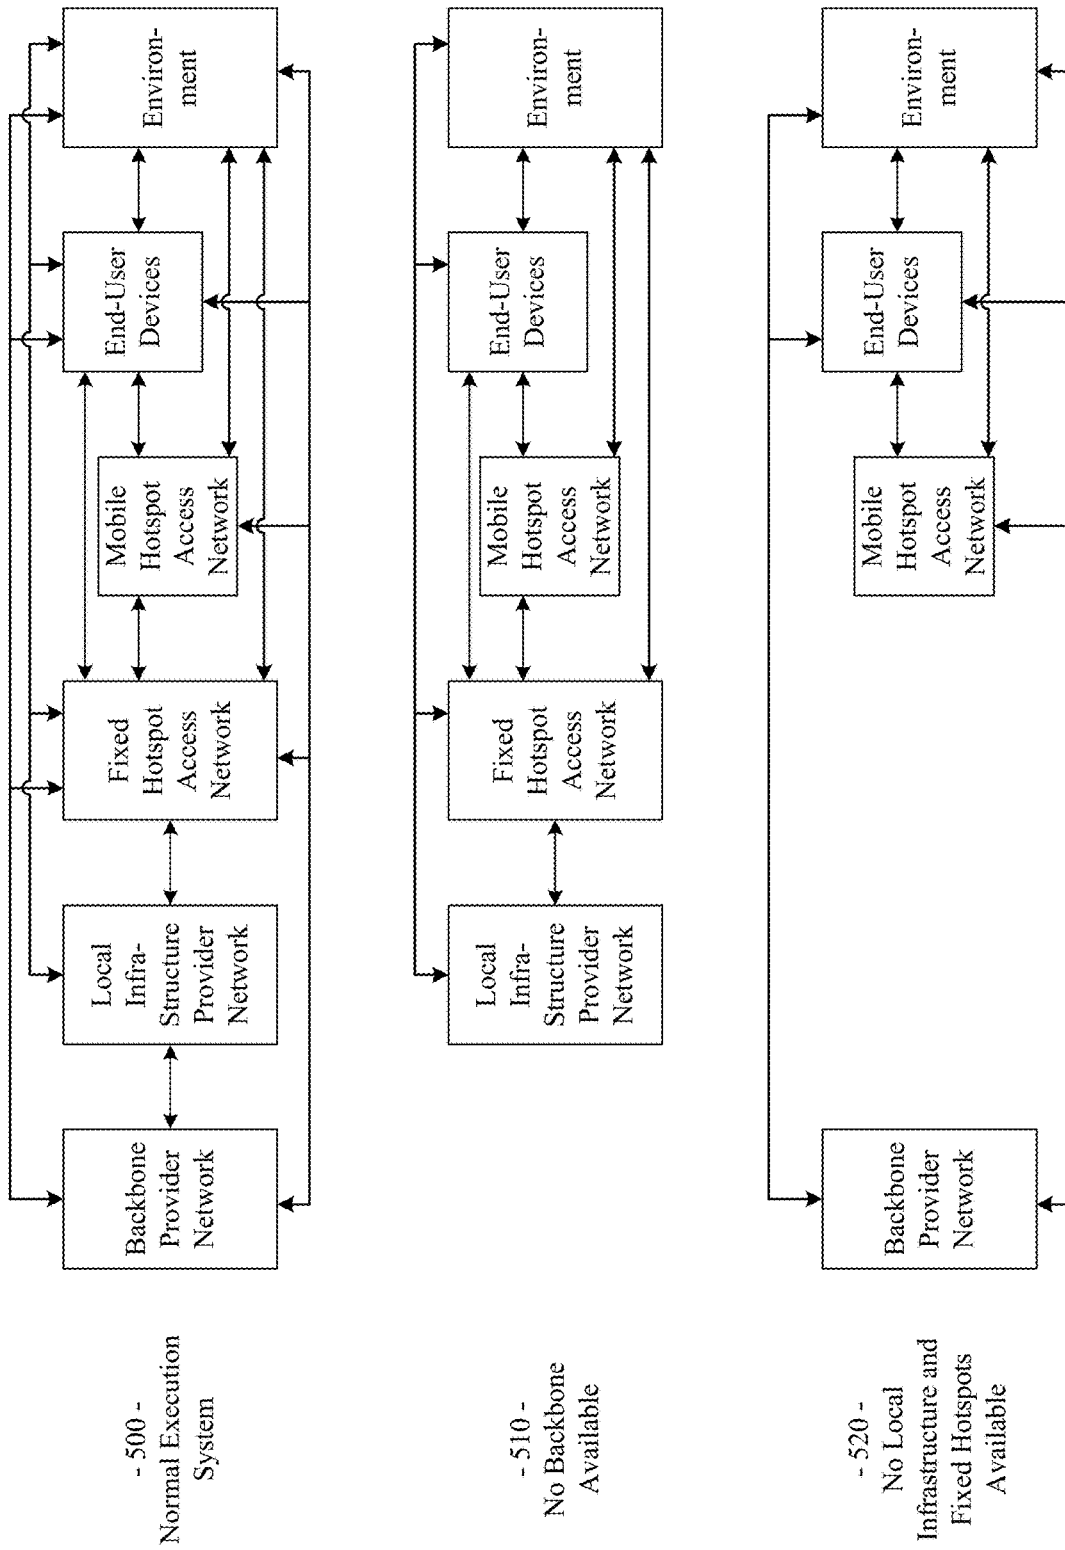 - 500 -
Normal Execution
System
Backbone
Provider
Network
Local
Infra-
Structure
Provider
Network
Fixed
Hotspot
Access
Network
Mobile
Hotspot
Access
Network
End-User
Devices
Environ-
ment
- 510 -
No Backbone
Available
Local
Infra-
Structure
Provider
Network
Fixed
Hotspot
Access
Network
Mobile
Hotspot
Access
Network
End-User
Devices
Environ-
ment
- 520 -
No Local
Infrastructure and
Fixed Hotspots
Available
Backbone
Provider
Network
Mobile
Hotspot
Access
Network
End-User
Devices
Environ-
ment